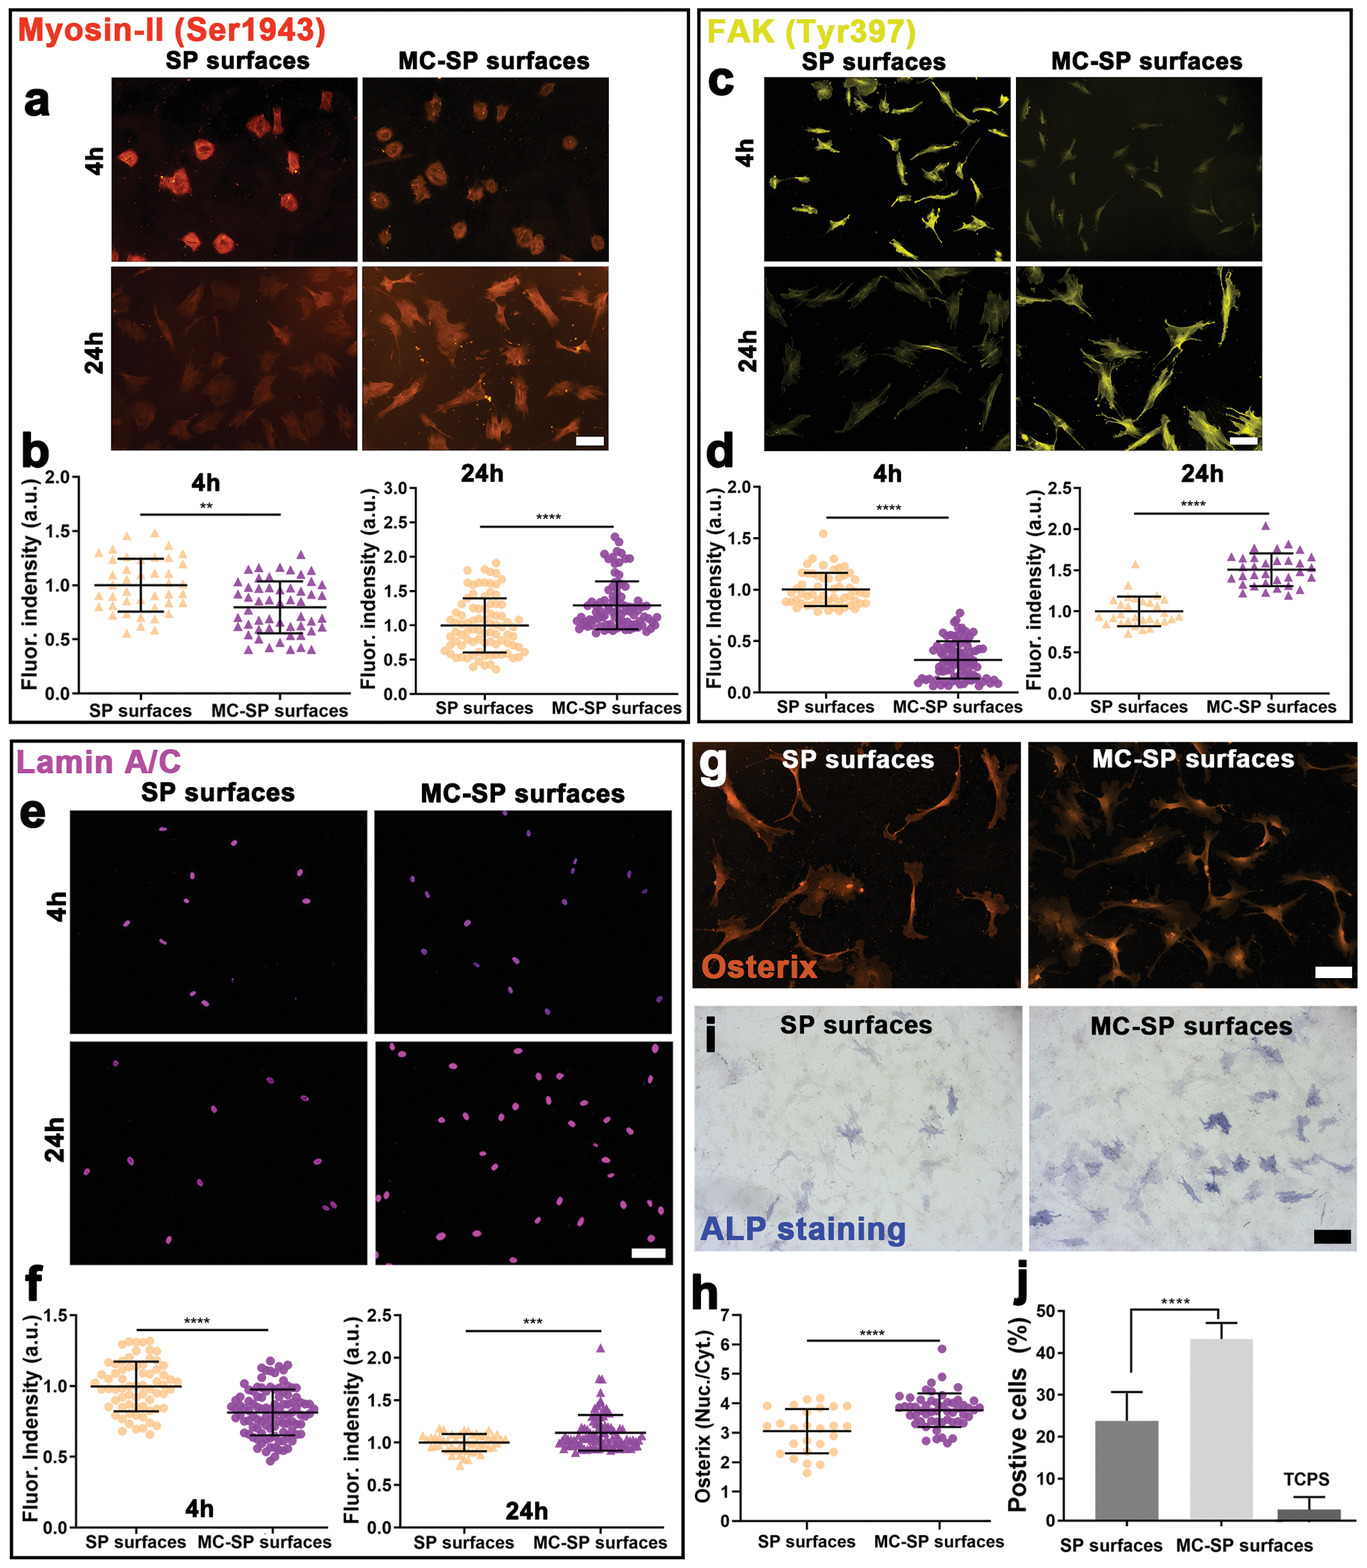 Myosin-II (Ser1943)
SP surfaces MC-SP surfaces
a
4h
24h
b
4h
24h
Fluor. indensity (a.u.)
2.0
1.5
1.0
0.5
0.0
**
SP surfaces MC-SP surfaces
Fluor. indensity (a.u.)
3.0
2.5
2.0
1.5
1.0
0.5
0.0
****
SP surfaces MC-SP surfaces
FAK (Tyr397)
SP surfaces MC-SP surfaces
c
4h
24h
d
4h
24h
Fluor. indensity (a.u.)
2.0
1.5
1.0
0.5
0.0
****
SP surfaces MC-SP surfaces
Fluor. indensity (a.u.)
2.5
2.0
1.5
1.0
0.5
0.0
****
SP surfaces MC-SP surfaces
Lamin A/C
SP surfaces MC-SP surfaces
e
4h
24h
f
Fluor. Indensity (a.u.)
1.5
1.0
0.5
0.0
****
4h
SP surfaces MC-SP surfaces
Fluor. indensity (a.u.)
2.5
2.0
1.5
1.0
0.5
0.0
***
24h
SP surfaces MC-SP surfaces
g
SP surfaces MC-SP surfaces
Osterix
i
SP surfaces MC-SP surfaces
ALP staining
h
Osterix (Nuc./Cyt.)
7
6
5
4
3
2
1
0
****
SP surfaces MC-SP surfaces
j
Postive cells (%)
50
40
30
20
10
0
****
TCPS
SP surfaces MC-SP surfaces